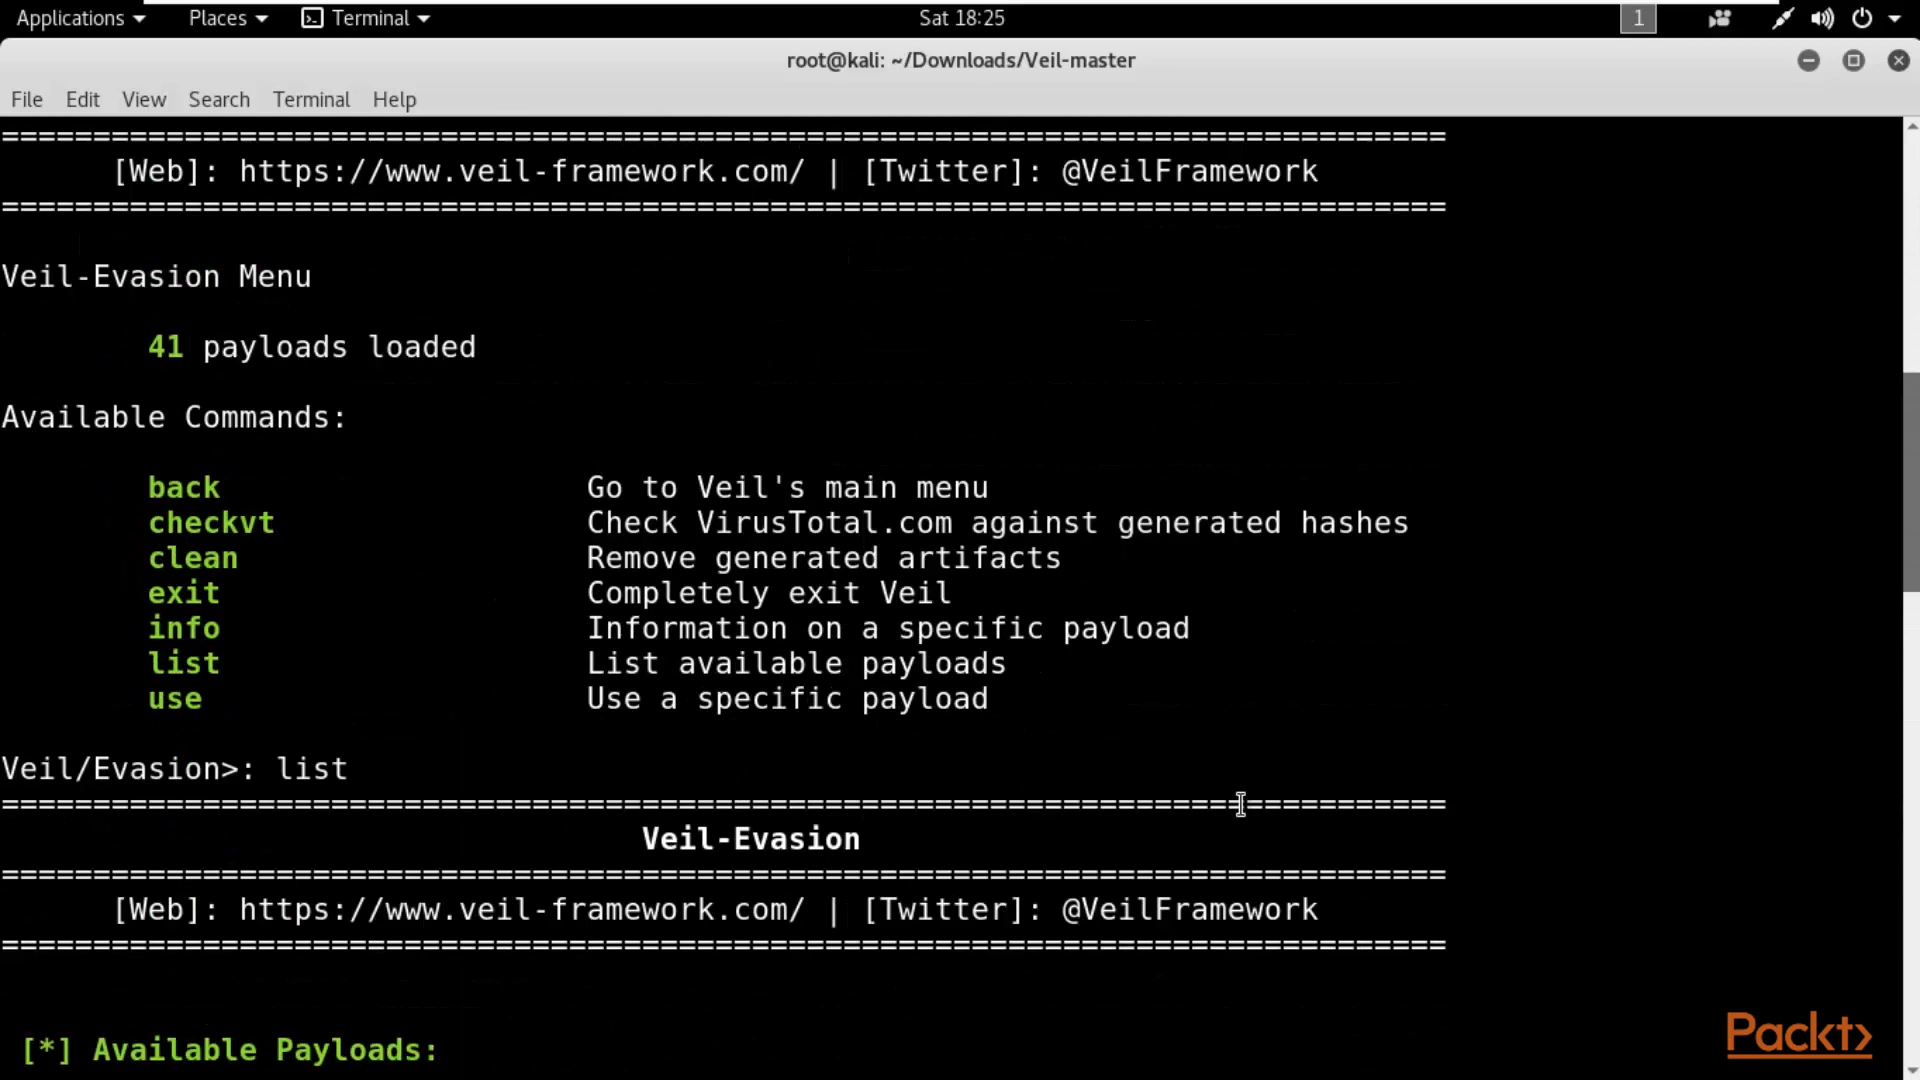 Applications Places Terminal Sat 18:25 1
root@kali: ~/Downloads/Veil-master
File Edit View Search Terminal Help
===============================================================================
[Web]: https://www.veil-framework.com/ | [Twitter]: @VeilFramework
===============================================================================
Veil-Evasion Menu
41 payloads loaded
Available Commands:
back Go to Veil's main menu
checkvt Check VirusTotal.com against generated hashes
clean Remove generated artifacts
exit Completely exit Veil
info Information on a specific payload
list List available payloads
use Use a specific payload
Veil/Evasion>: list
===============================================================================
Veil-Evasion
===============================================================================
[Web]: https://www.veil-framework.com/ | [Twitter]: @VeilFramework
===============================================================================
[*] Available Payloads:
Packt>